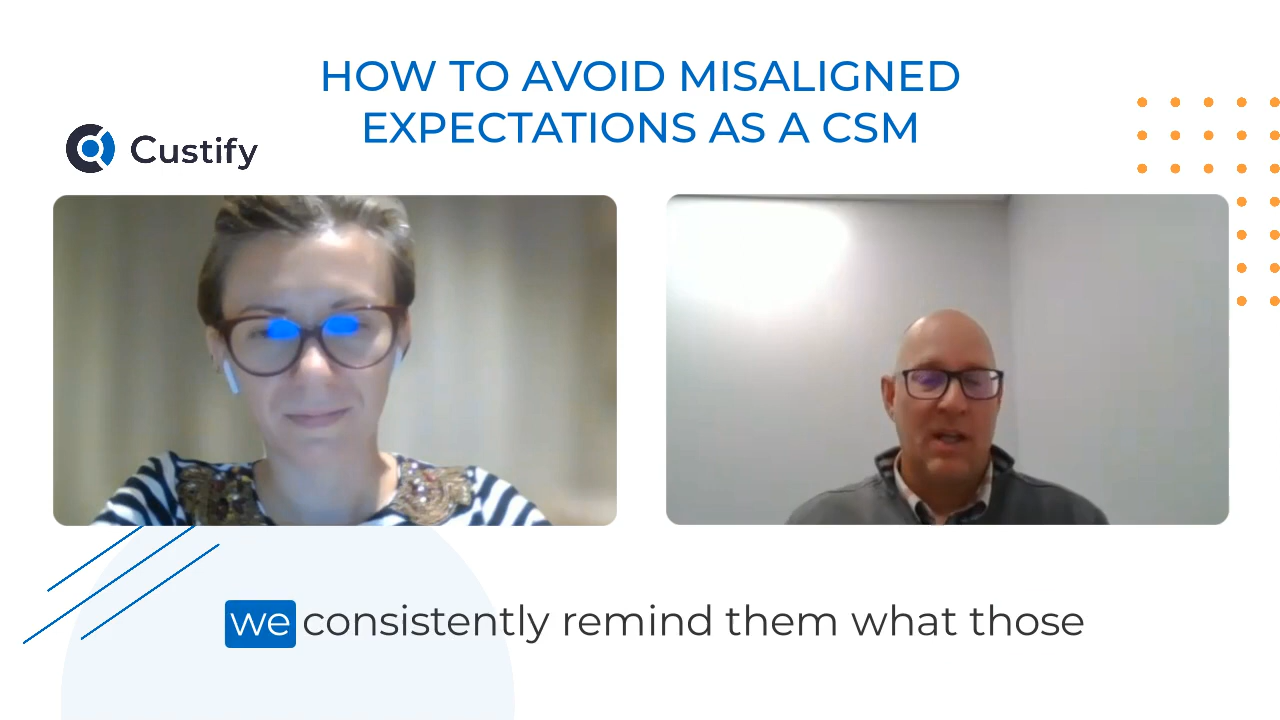 HOW TO AVOID MISALIGNED
EXPECTATIONS AS A CSM
Custify
we consistently remind them what those